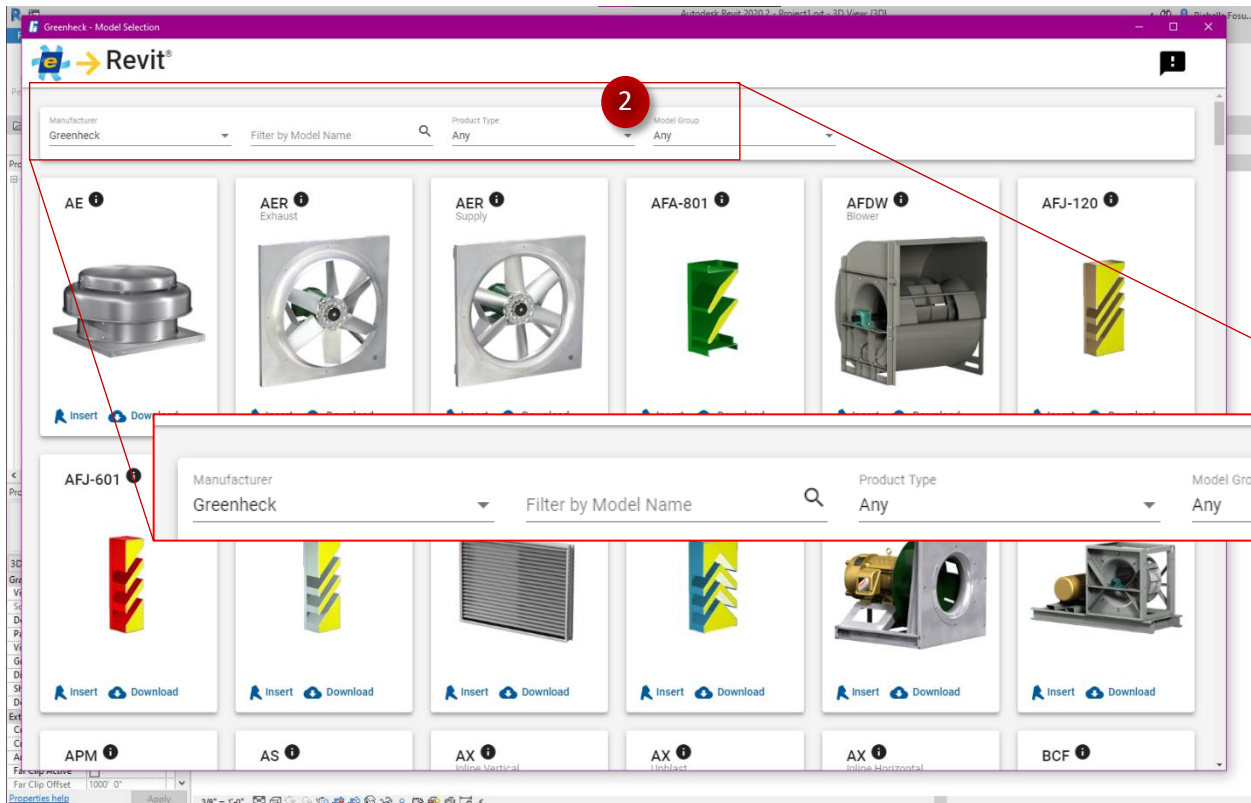 Autodesk Revit 2020.2 - Project1.rvt - 3D View: {3D}
Greenheck - Model Selection
e → Revit®
2
Manufacturer
Greenheck
Filter by Model Name
Product Type
Any
Model Group
Any
AE
AER
Exhaust
AER
Supply
AFA-801
AFDW
Blower
AFJ-120
Insert Download
Manufacturer
Greenheck
Filter by Model Name
Product Type
Any
Model Gro
Any
AFJ-601
Insert Download
Insert Download
Insert Download
Insert Download
Insert Download
Insert Download
APM
AS
AX
Inline Vertical
AX
Upblast
AX
Inline Horizontal
BCF
Far Clip Active
Far Clip Offset 1000' 0"
Properties help Apply
3/8" = 1'-0"